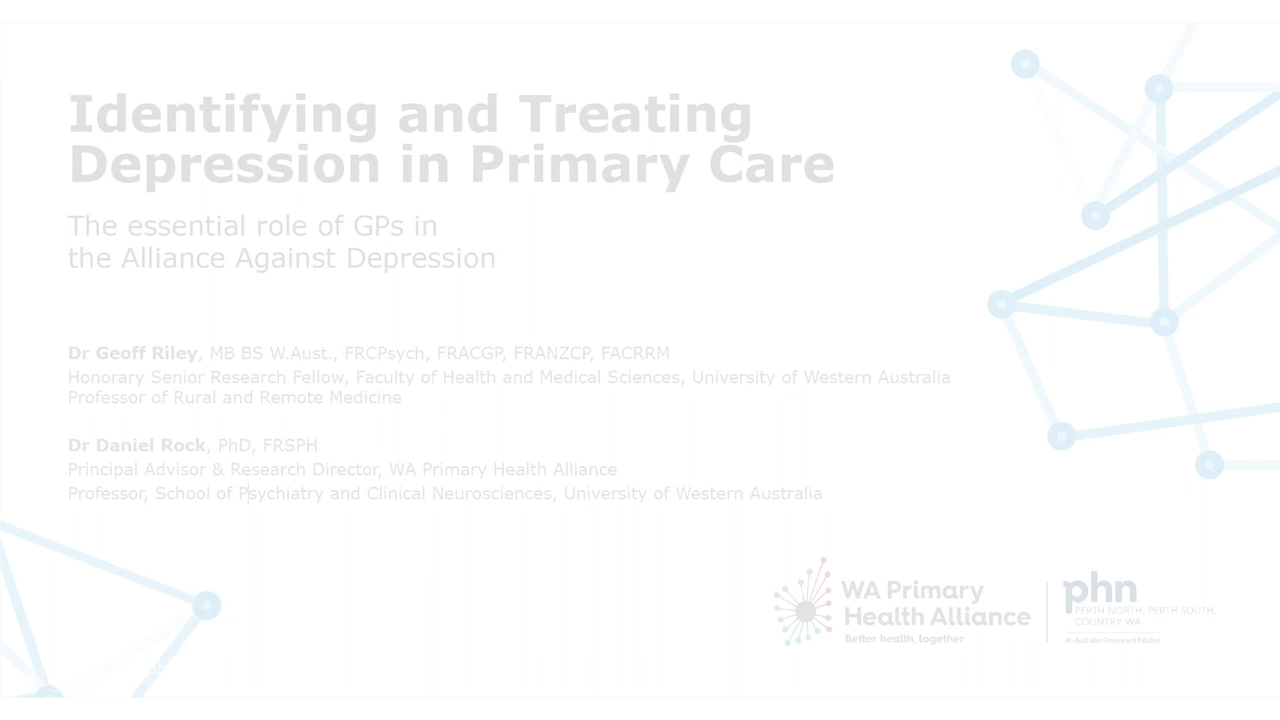 Identifying and Treating
Depression in Primary Care
The essential role of GPs in
the Alliance Against Depression
Dr Geoff Riley, MB BS W.Aust., FRCPsych, FRACGP, FRANZCP, FACRRM
Honorary Senior Research Fellow, Faculty of Health and Medical Sciences, University of Western Australia
Professor of Rural and Remote Medicine
Dr Daniel Rock, PhD, FRSPH
Principal Advisor & Research Director, WA Primary Health Alliance
Professor, School of Psychiatry and Clinical Neurosciences, University of Western Australia
WA Primary
Health Alliance
Better health, together
phn
PERTH NORTH, PERTH SOUTH,
COUNTRY WA
An Australian Government Initiative